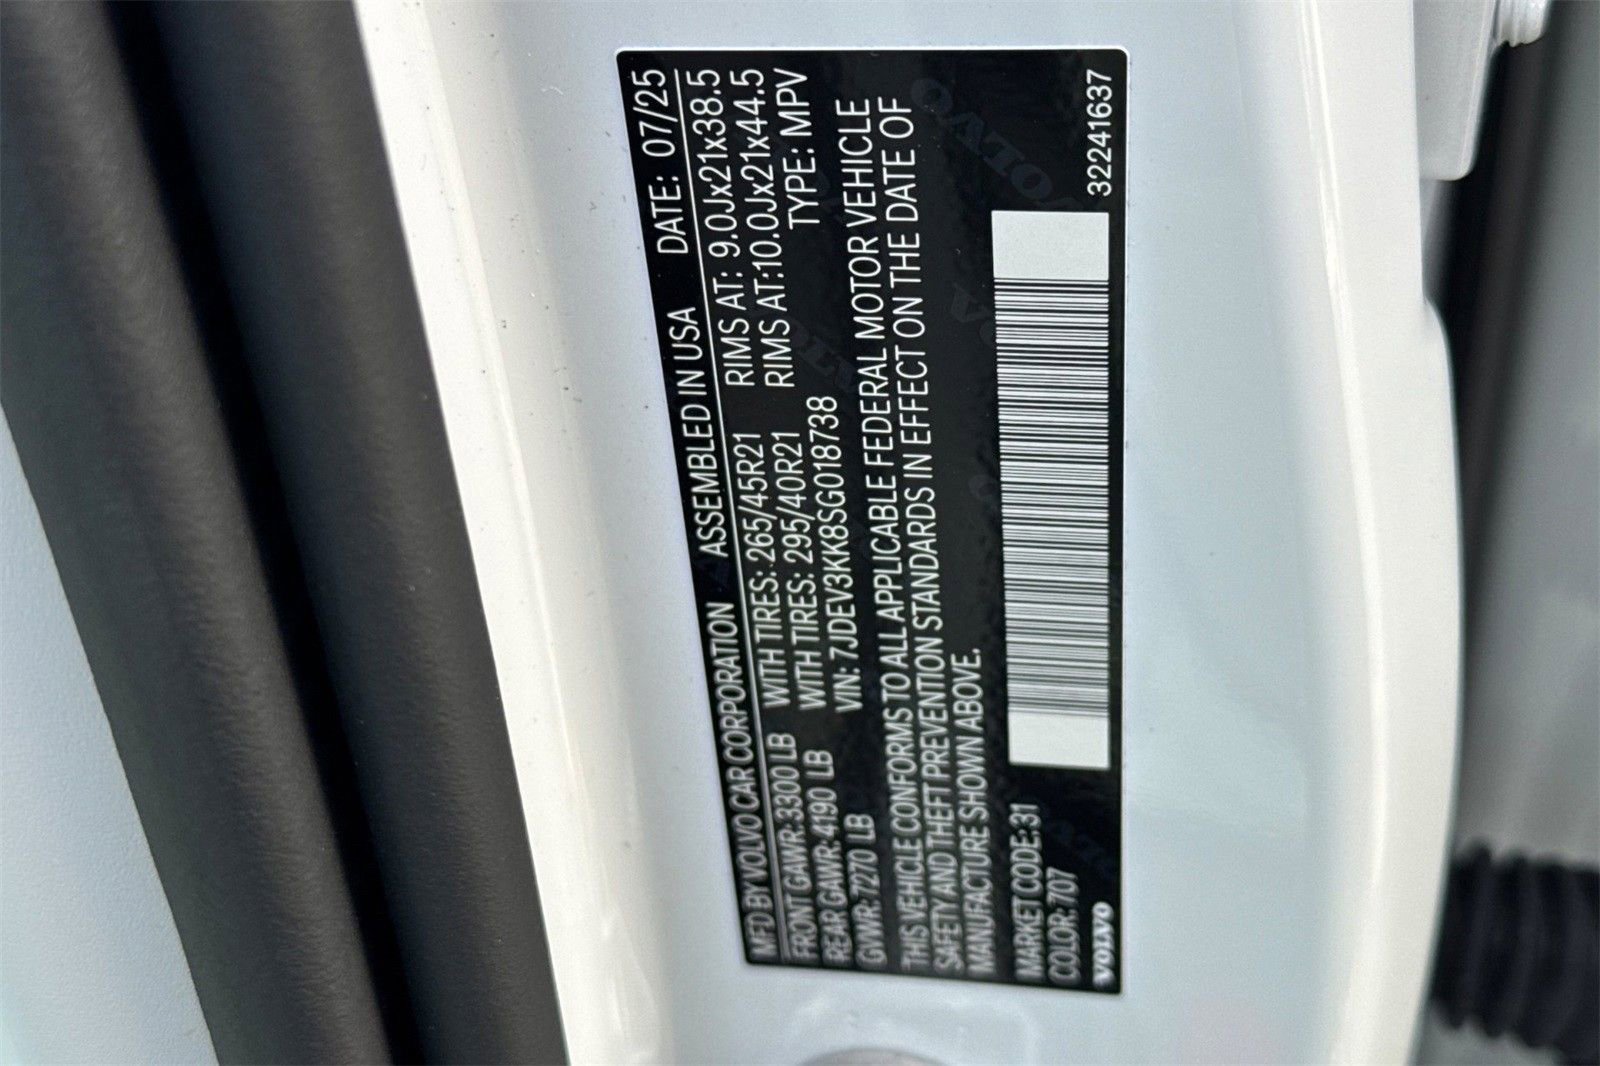 MFD BY VOLVO CAR CORPORATION ASSEMBLED IN USA DATE: 07/25
FRONT GAWR: 3300 LB WITH TIRES: 265/45R21 RIMS AT: 9.0Jx21x38.5
REAR GAWR: 4190 LB WITH TIRES: 295/40R21 RIMS AT:10.0Jx21x44.5
GVWR: 7270 LB VIN: 7JDEV3KK8SG018738 TYPE: MPV
THIS VEHICLE CONFORMS TO ALL APPLICABLE FEDERAL MOTOR VEHICLE
SAFETY AND THEFT PREVENTION STANDARDS IN EFFECT ON THE DATE OF
MANUFACTURE SHOWN ABOVE.
MARKET CODE:31
COLOR: 707
VOLVO
32241637